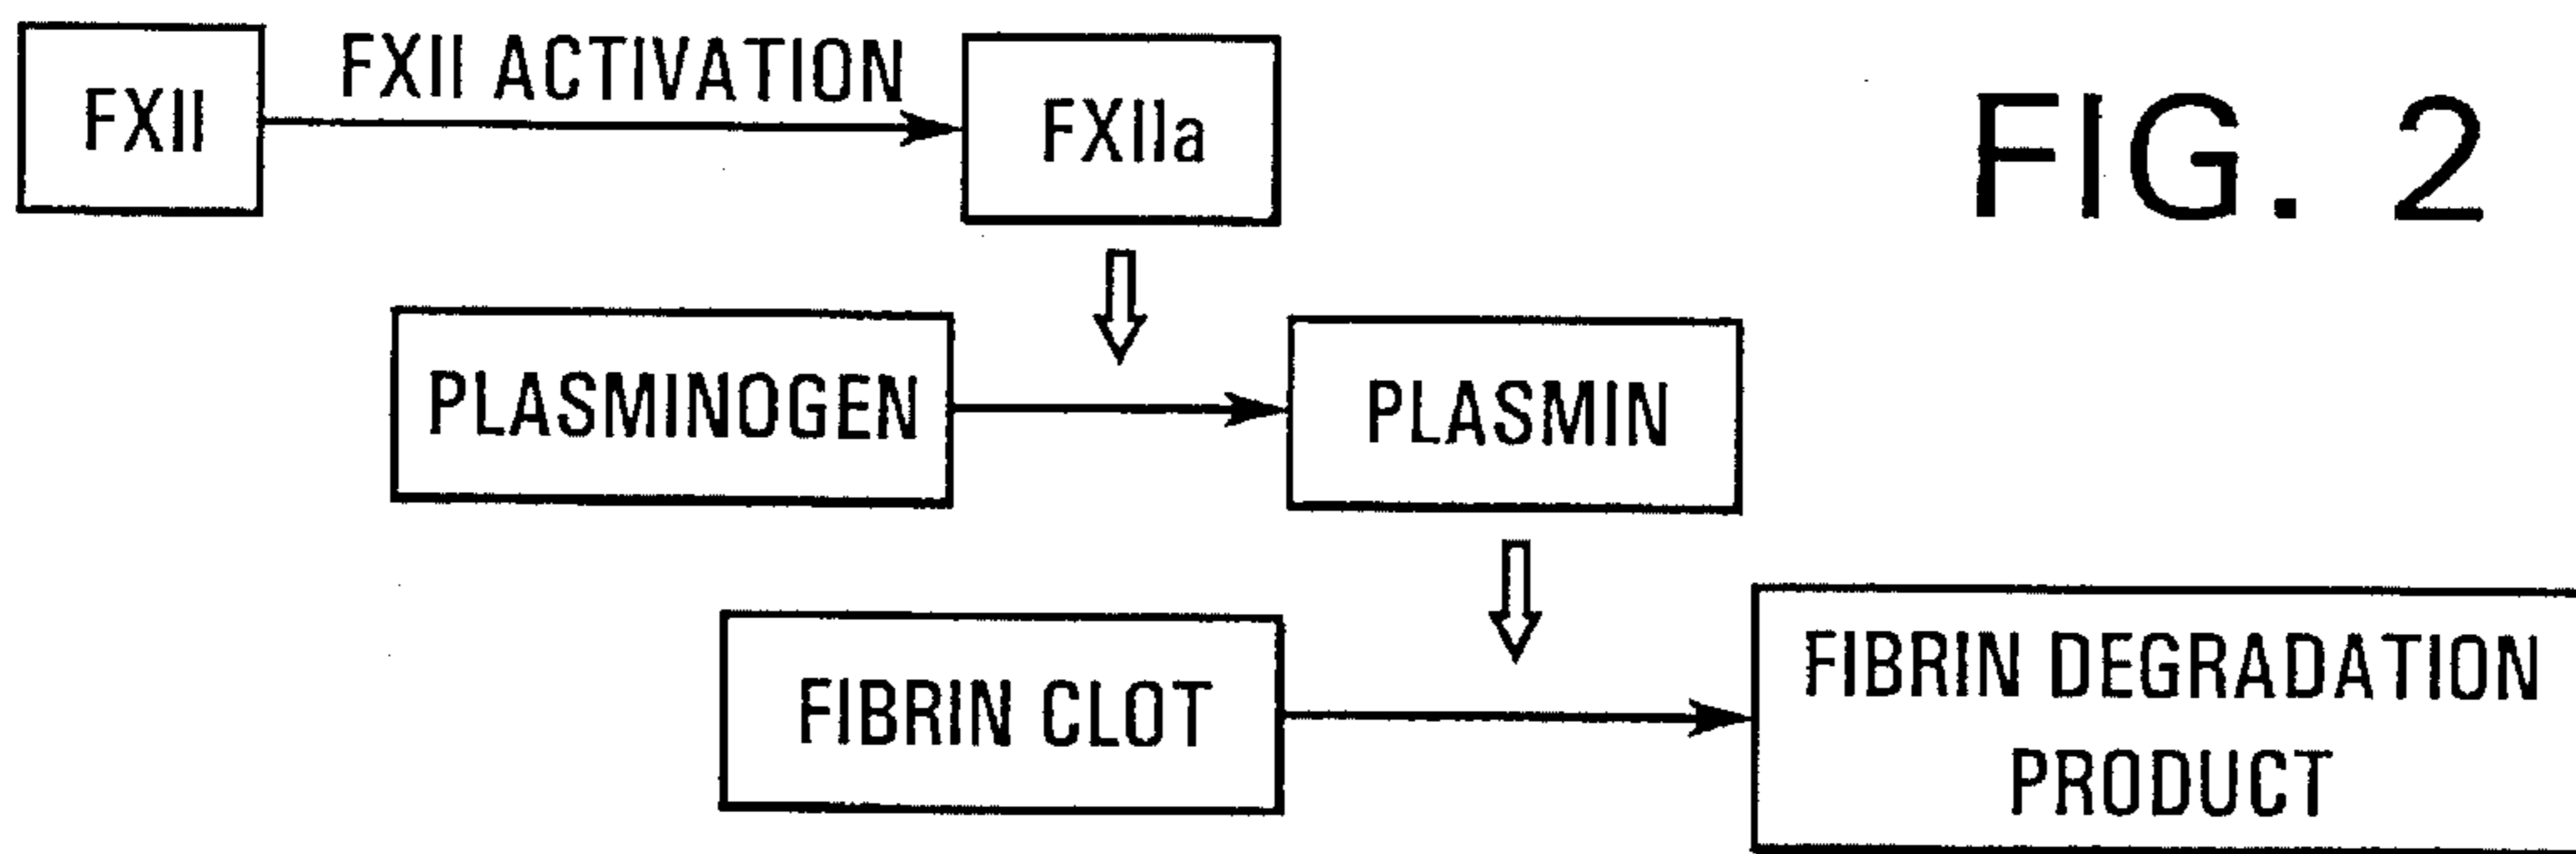 FXII
FXII ACTIVATION
FXIIa
FIG. 2
PLASMINOGEN
PLASMIN
FIBRIN CLOT
FIBRIN DEGRADATION
PRODUCT